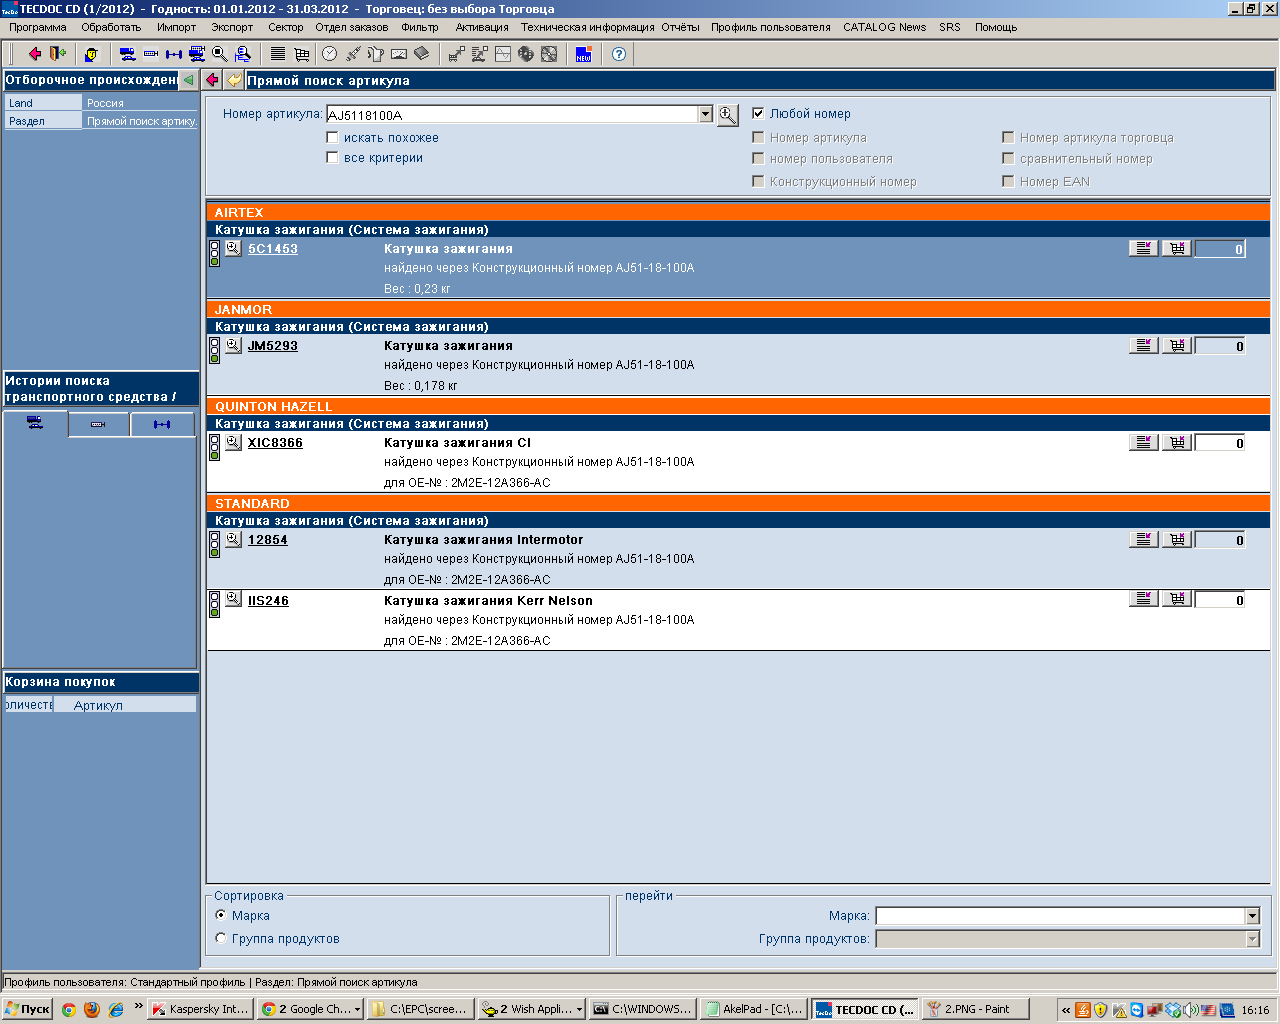 TECDOC CD (1/2012) - Годность: 01.01.2012 - 31.03.2012 - Торговец: без выбора Торговца
Программа Обработать Импорт Экспорт Сектор Отдел заказов Фильтр Активация Техническая информация Отчёты Профиль пользователя CATALOG News SRS Помощь
NEW
Отборочное происхожден
Прямой поиск артикула
Land Россия
Раздел Прямой поиск артику.
Номер артикула: AJ5118100A
Любой номер
искать похожее
все критерии
Номер артикула
Номер артикула торговца
номер пользователя
сравнительный номер
Конструкционный номер
Номер EAN
AIRTEX
Катушка зажигания (Система зажигания)
5C1453 Катушка зажигания 0
найдено через Конструкционный номер AJ51-18-100A
Вес : 0,23 кг
JANMOR
Катушка зажигания (Система зажигания)
JM5293 Катушка зажигания 0
найдено через Конструкционный номер AJ51-18-100A
Вес : 0,178 кг
QUINTON HAZELL
Катушка зажигания (Система зажигания)
XIC8366 Катушка зажигания CI 0
найдено через Конструкционный номер AJ51-18-100A
для OE-№ : 2M2E-12A366-AC
STANDARD
Катушка зажигания (Система зажигания)
12854 Катушка зажигания Intermotor 0
найдено через Конструкционный номер AJ51-18-100A
для OE-№ : 2M2E-12A366-AC
IIS246 Катушка зажигания Kerr Nelson 0
найдено через Конструкционный номер AJ51-18-100A
для OE-№ : 2M2E-12A366-AC
Истории поиска
транспортного средства /
Корзина покупок
оличесте Артикул
Сортировка
Марка
Группа продуктов
перейти
Марка:
Группа продуктов:
Профиль пользователя: Стандартный профиль | Раздел: Прямой поиск артикула
Пуск
»
Kaspersky Int...
2 Google Ch...
C:\EPC\scree...
2 Wish Appli...
C:\WINDOWS...
AkelPad - [C:\...
TECDOC CD (...
2.PNG - Paint
«
16:16